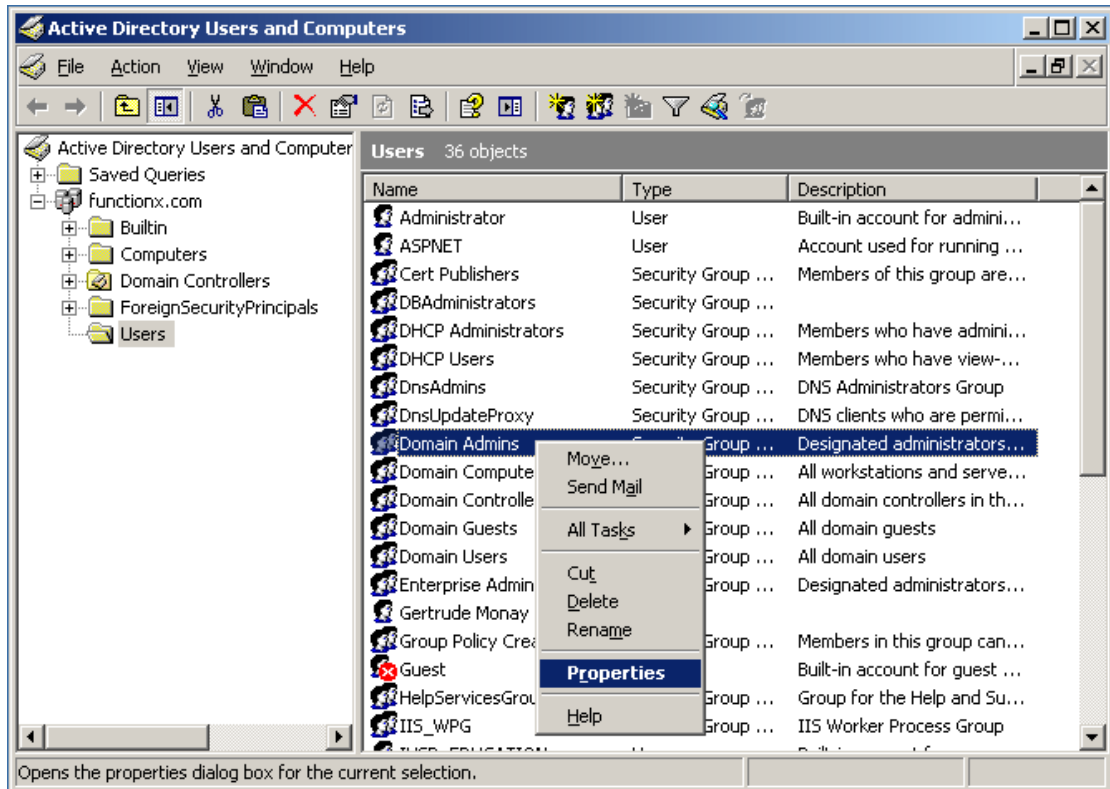 Active Directory Users and Computers
File Action View Window Help
Active Directory Users and Computer
Saved Queries
functionx.com
Builtin
Computers
Domain Controllers
ForeignSecurityPrincipals
Users
Users 36 objects
Name Type Description
Administrator User Built-in account for admini...
ASPNET User Account used for running ...
Cert Publishers Security Group ... Members of this group are...
DBAdministrators Security Group ...
DHCP Administrators Security Group ... Members who have admini...
DHCP Users Security Group ... Members who have view-...
DnsAdmins Security Group ... DNS Administrators Group
DnsUpdateProxy Security Group ... DNS clients who are permi...
Domain Admins Group ... Designated administrators...
Domain Compute Group ... All workstations and serve...
Domain Controlle Group ... All domain controllers in th...
Domain Guests Group ... All domain guests
Domain Users Group ... All domain users
Enterprise Admin Group ... Designated administrators...
Gertrude Monay
Group Policy Crea Group ... Members in this group can...
Guest Built-in account for guest ...
HelpServicesGrou Group ... Group for the Help and Su...
IIS_WPG Group ... IIS Worker Process Group
Move...
Send Mail
All Tasks
Cut
Delete
Rename
Properties
Help
Opens the properties dialog box for the current selection.